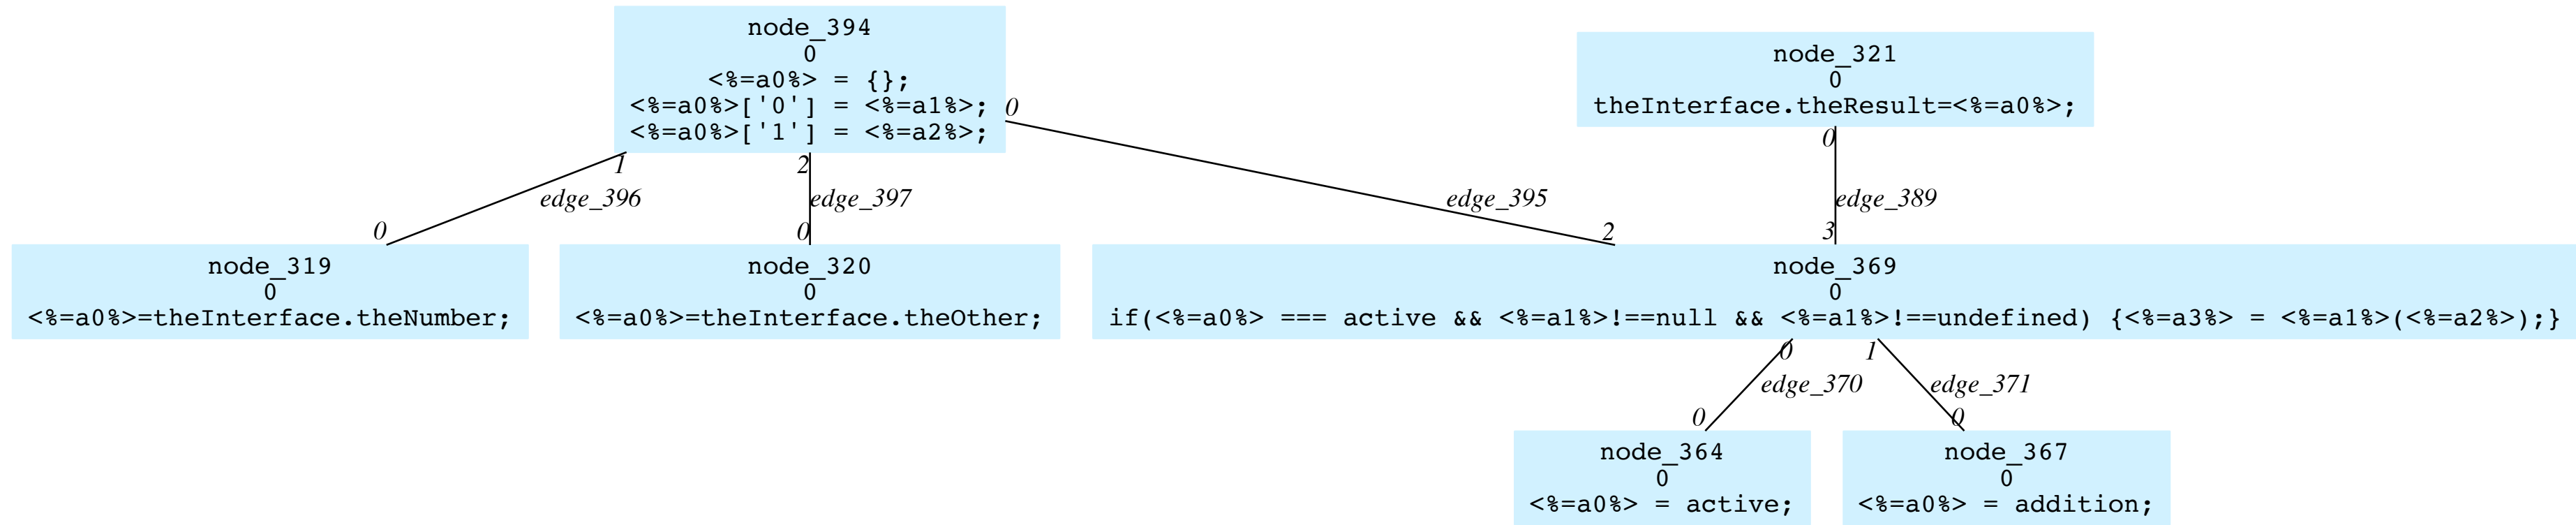 node_394
0
<%=a0%> = {};
<%=a0%>['0'] = <%=a1%>;
<%=a0%>['1'] = <%=a2%>;
0
node_321
0
theInterface.theResult=<%=a0%>;
1
2
0
edge_396
edge_397
edge_395
edge_389
0
0
2
3
node_319
0
<%=a0%>=theInterface.theNumber;
node_320
0
<%=a0%>=theInterface.theOther;
node_369
0
if(<%=a0%> === active && <%=a1%>!==null && <%=a1%>!==undefined) {<%=a3%> = <%=a1%>(<%=a2%>);}
0
1
edge_370
edge_371
0
0
node_364
0
<%=a0%> = active;
node_367
0
<%=a0%> = addition;